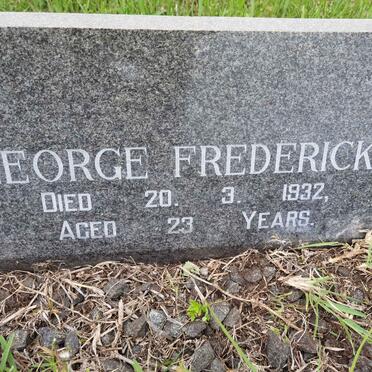 EORGE FREDERICK
DIED 20. 3. 1932,
AGED 23 YEARS.